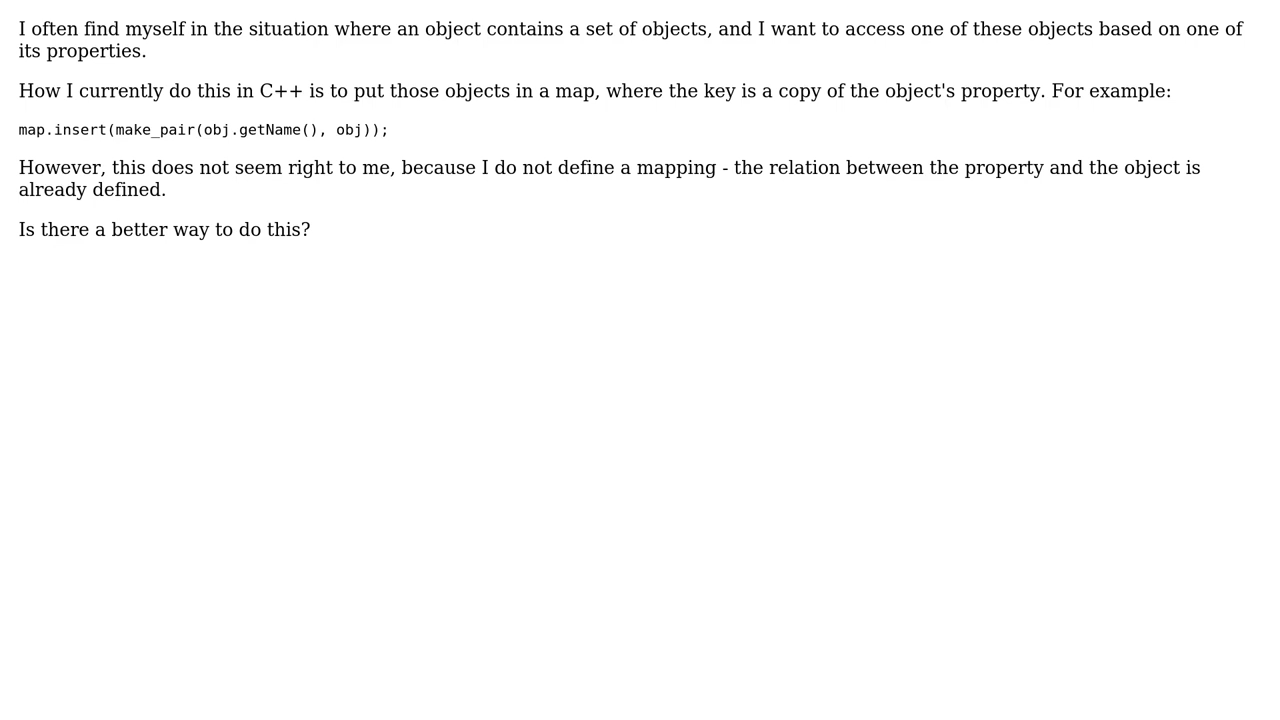 I often find myself in the situation where an object contains a set of objects, and I want to access one of these objects based on one of
its properties.
How I currently do this in C++ is to put those objects in a map, where the key is a copy of the object's property. For example:
map.insert(make_pair(obj.getName(), obj));
However, this does not seem right to me, because I do not define a mapping - the relation between the property and the object is
already defined.
Is there a better way to do this?